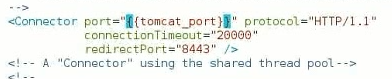 -->
<Connector port="{{tomcat_port}}" protocol="HTTP/1.1"
connectionTimeout="20000"
redirectPort="8443" />
<!-- A "Connector" using the shared thread pool-->
<!--